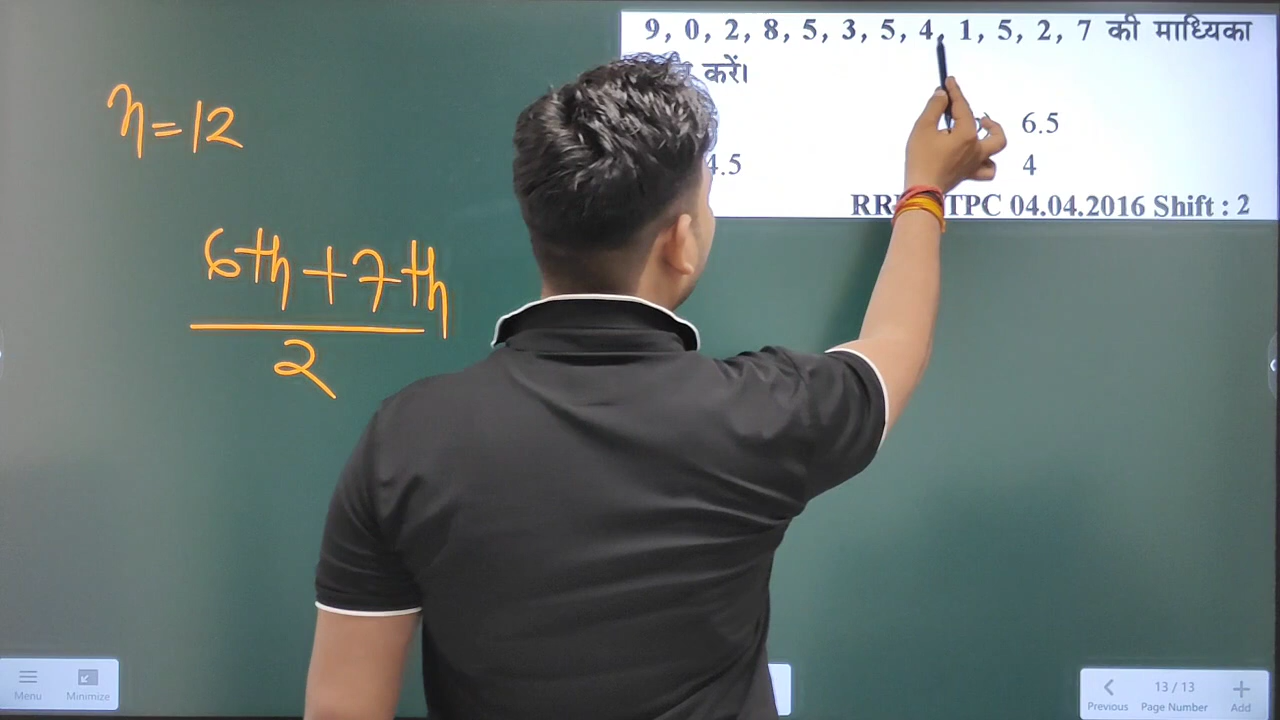 9, 0, 2, 8, 5, 3, 5, 4, 1, 5, 2, 7 की माध्यिका
करें।
6.5
4.5
4
TPC 04.04.2016 Shift : 2
n=12
6th+7th
2
Menu
Minimize
13 / 13
Previous
Page Number
Add